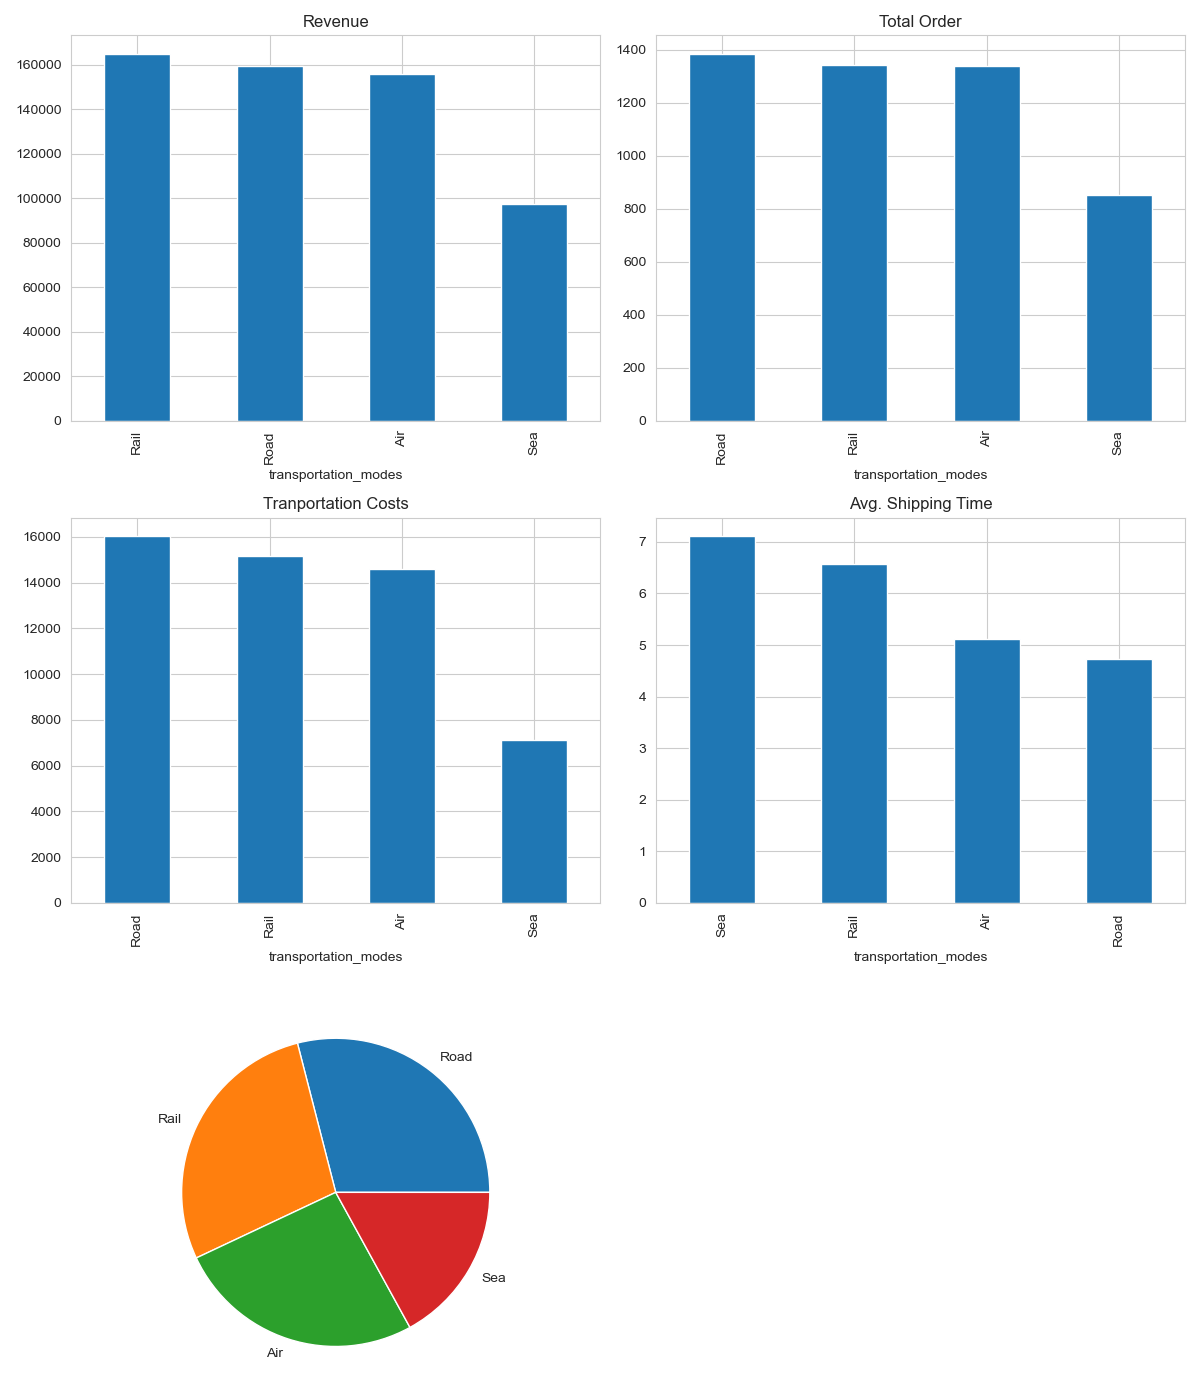 Revenue
160000
140000
120000
100000
80000
60000
40000
20000
0
Rail
Road
Air
Sea
transportation_modes
Total Order
1400
1200
1000
800
600
400
200
0
Road
Rail
Air
Sea
transportation_modes
Tranportation Costs
16000
14000
12000
10000
8000
6000
4000
2000
0
Road
Rail
Air
Sea
transportation_modes
Avg. Shipping Time
7
6
5
4
3
2
1
0
Sea
Rail
Air
Road
transportation_modes
Road
Rail
Sea
Air